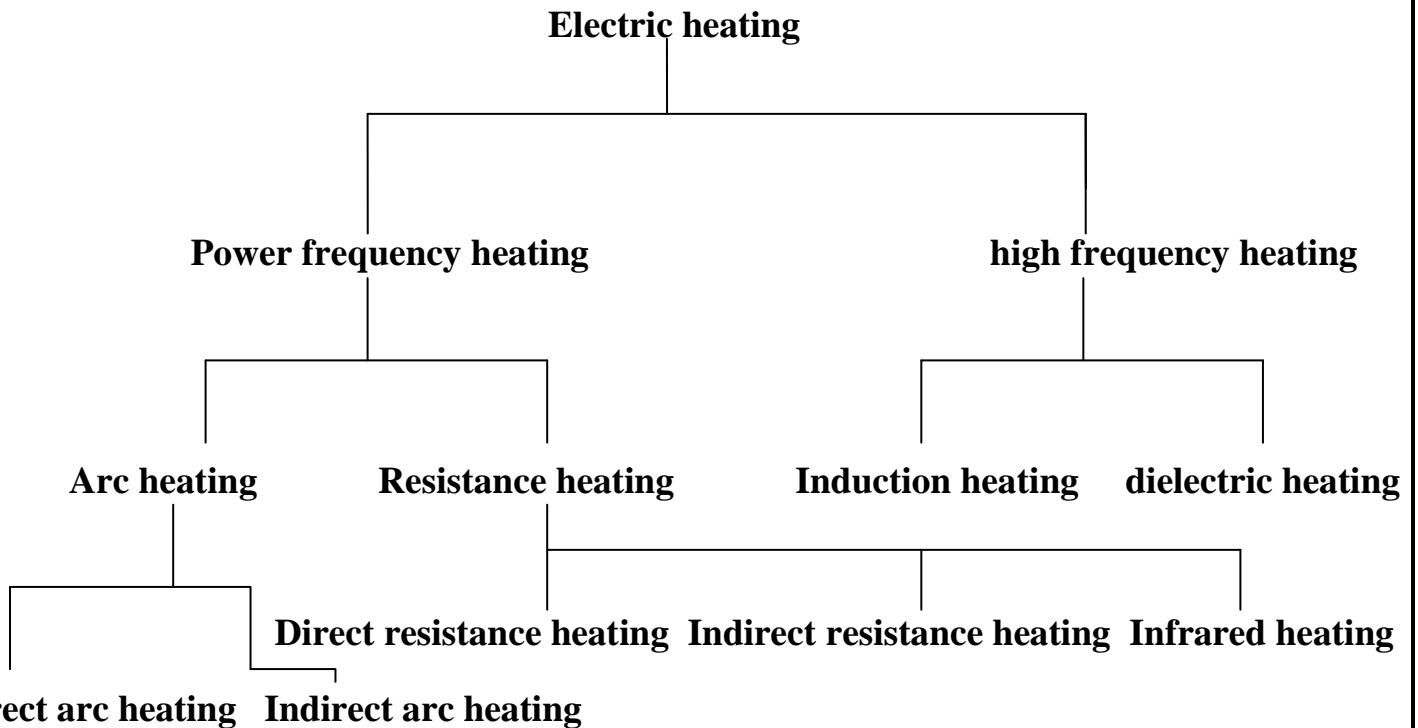 Electric heating
Power frequency heating high frequency heating
Arc heating Resistance heating Induction heating dielectric heating
Direct resistance heating Indirect resistance heating Infrared heating
rect arc heating Indirect arc heating